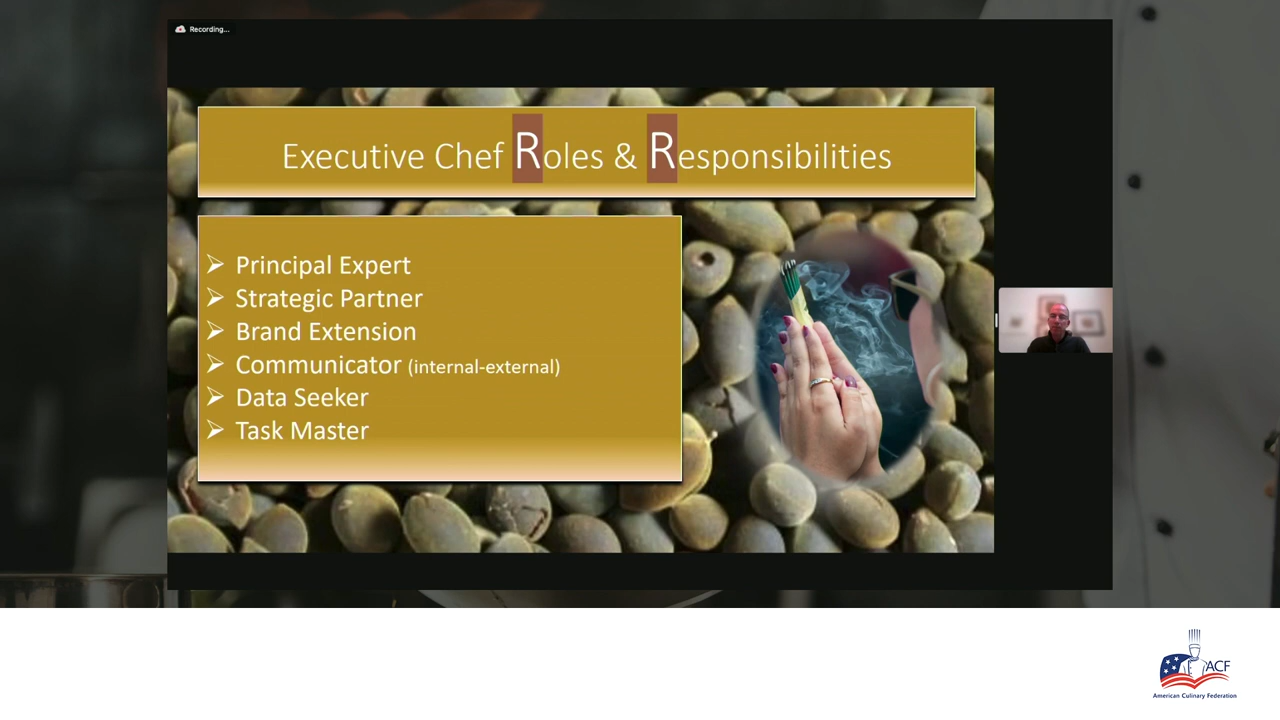 Recording...
Executive Chef Roles & Responsibilities
Principal Expert
Strategic Partner
Brand Extension
Communicator (internal-external)
Data Seeker
Task Master
ACF
American Culinary Federation